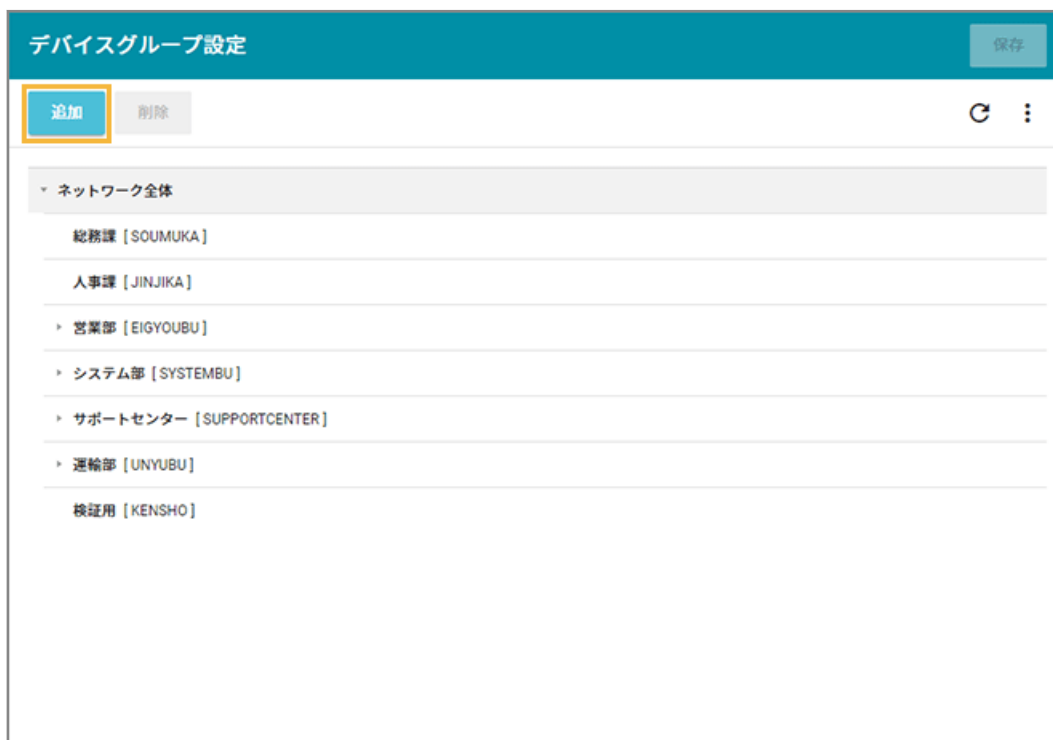 デバイスグループ設定
保存
追加 削除
ネットワーク全体
総務課 [ SOUMUKA ]
人事課 [ JINJIKA ]
営業部 [ EIGYOUBU ]
システム部 [ SYSTEMBU ]
サポートセンター [ SUPPORTCENTER ]
運輸部 [ UNYUBU ]
検証用 [ KENSHO ]